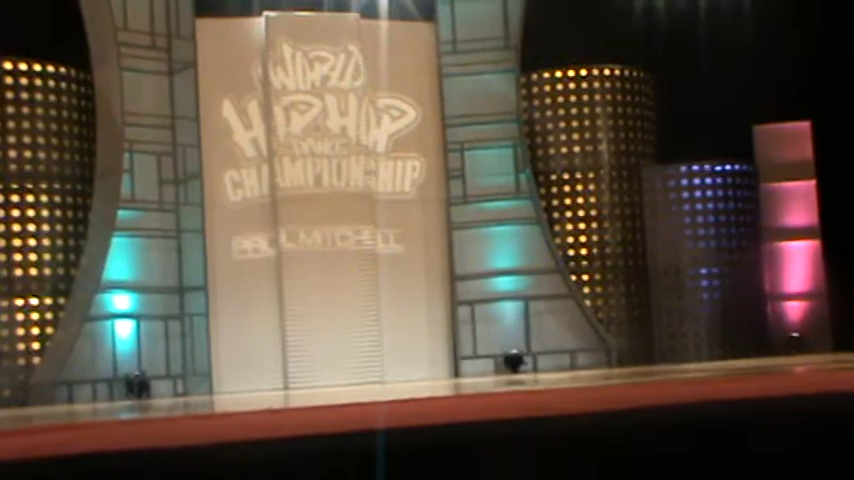 WORLD
HIP HOP
DANCE
CHAMPIONSHIP
PAUL MITCHELL